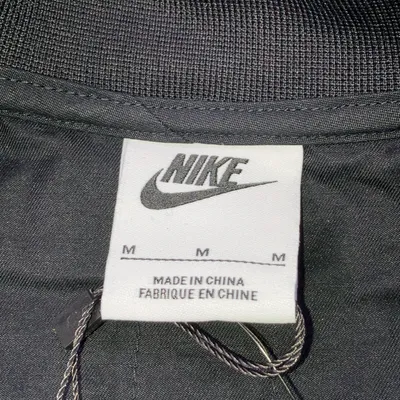 NIKE
M M M
MADE IN CHINA
FABRIQUE EN CHINE